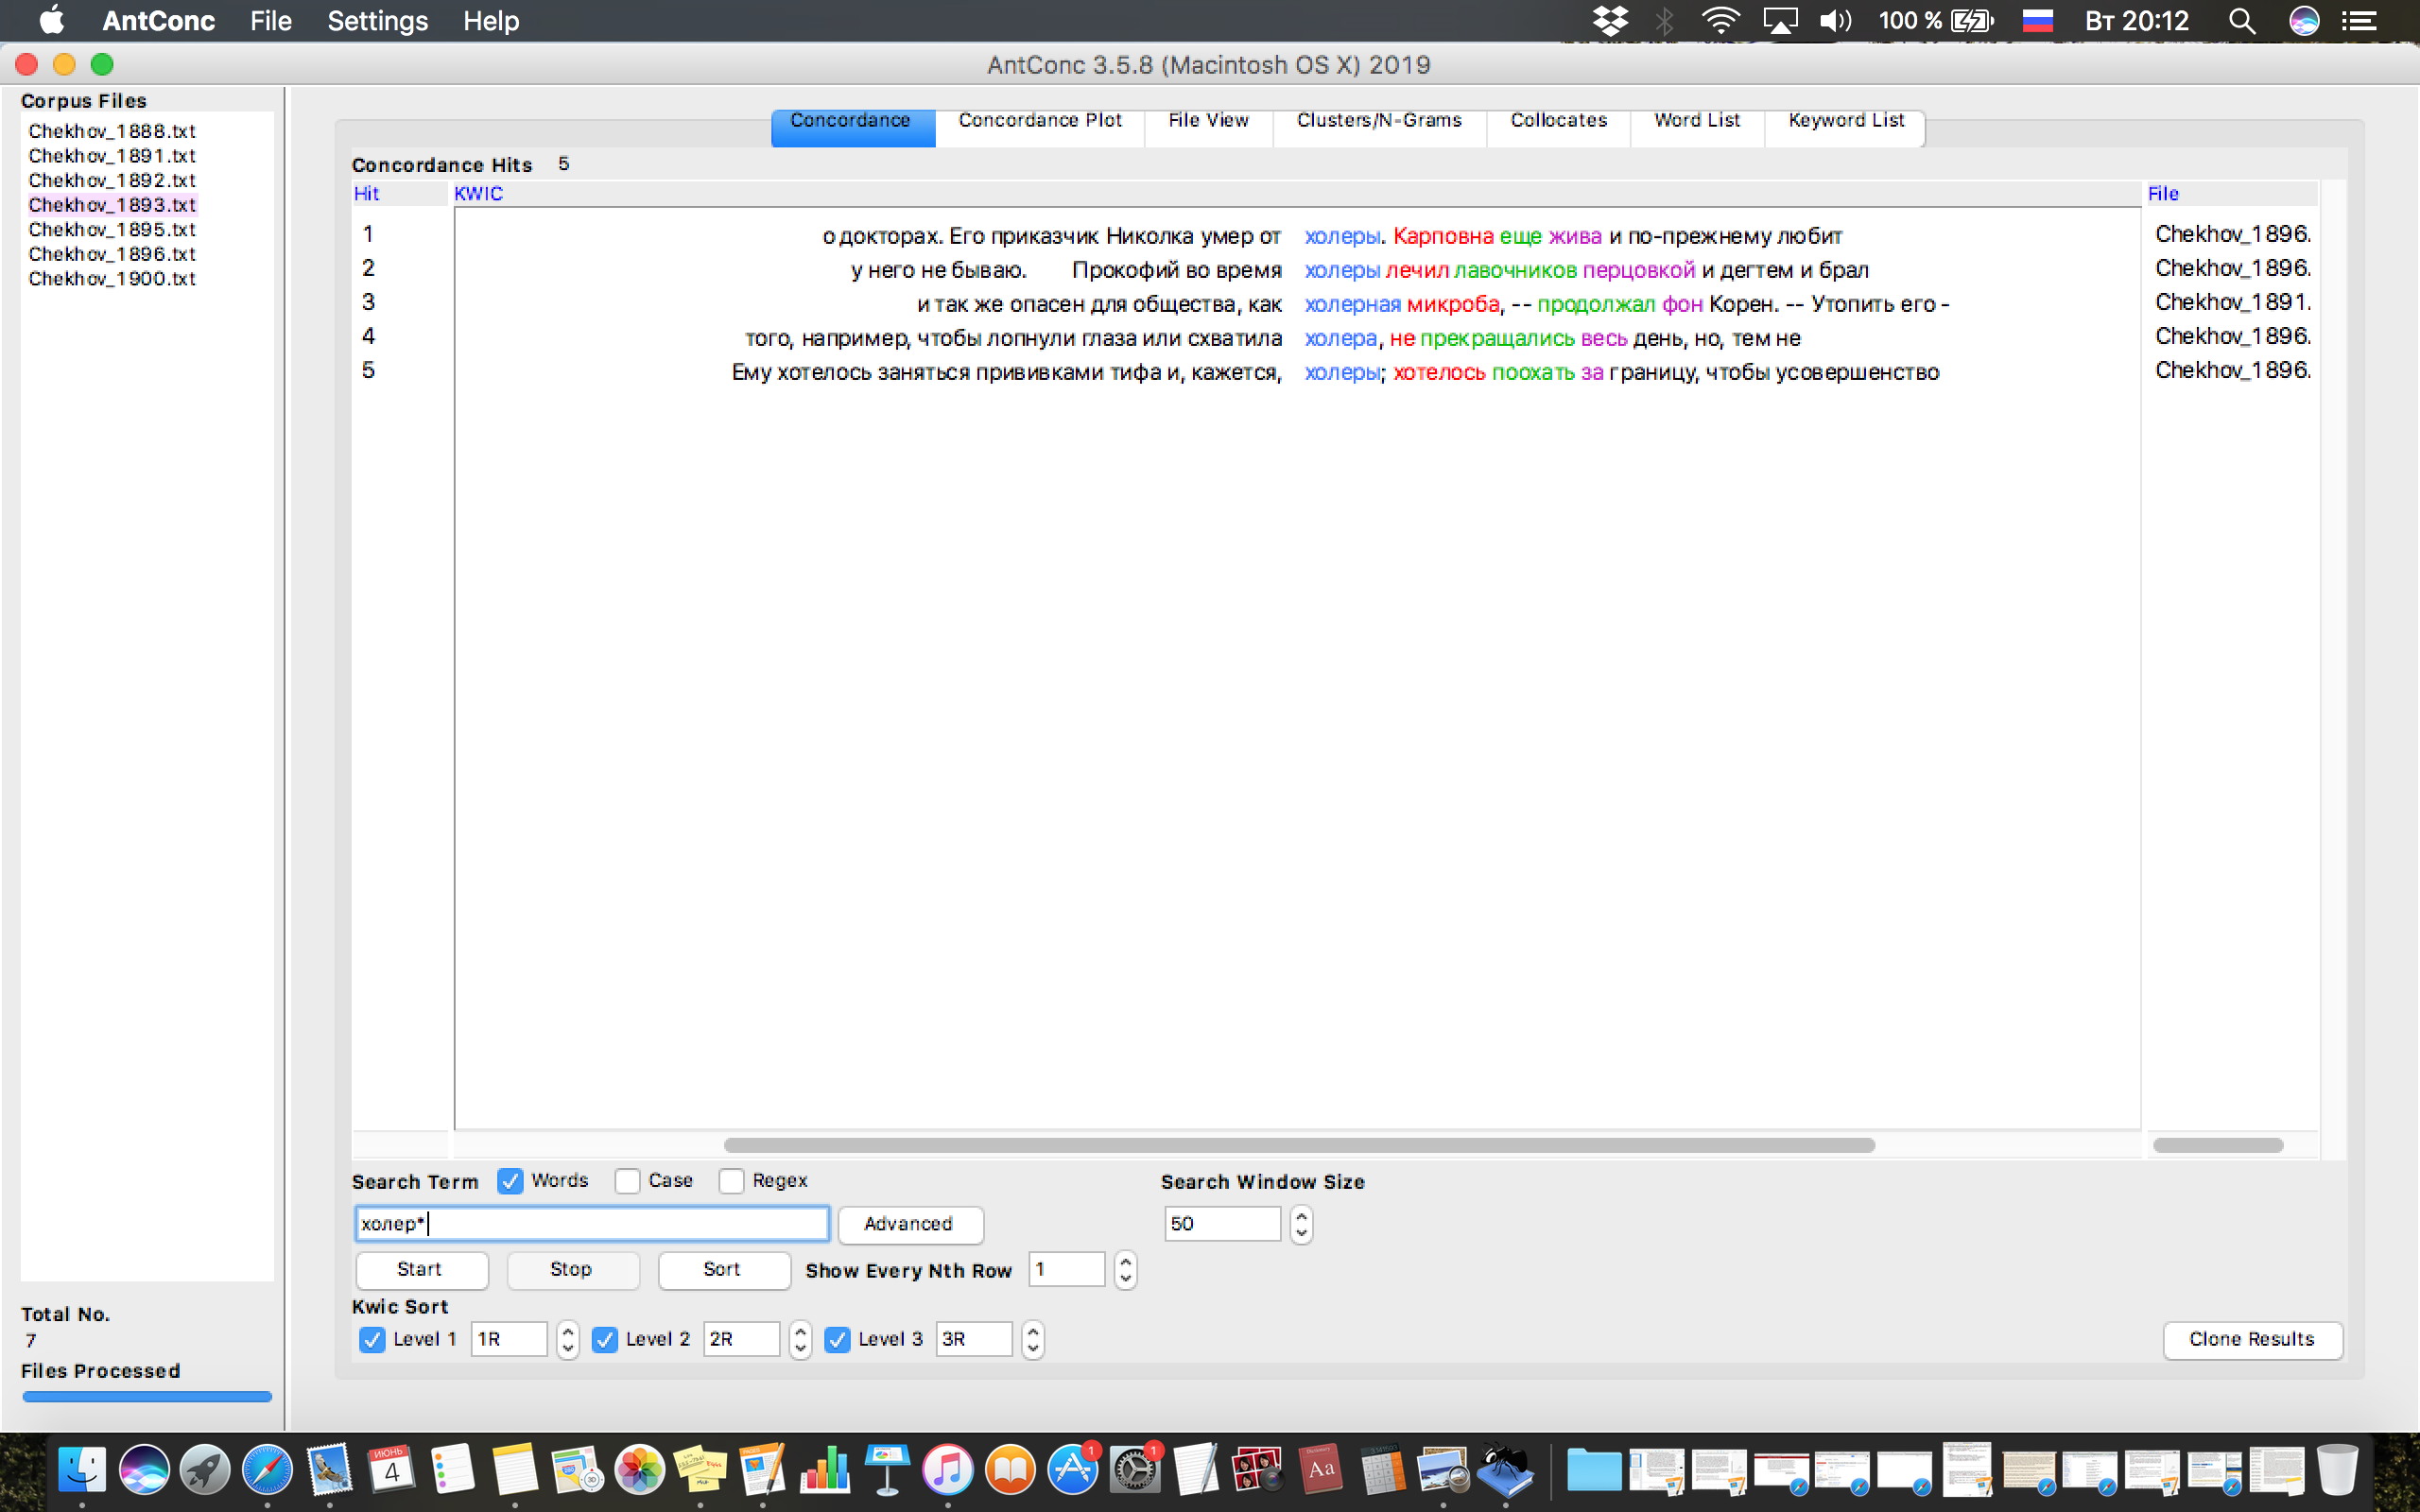 AntConc File Settings Help 100 % Вт 20:12
AntConc 3.5.8 (Macintosh OS X) 2019
Corpus Files
Chekhov_1888.txt
Chekhov_1891.txt
Chekhov_1892.txt
Chekhov_1893.txt
Chekhov_1895.txt
Chekhov_1896.txt
Chekhov_1900.txt
Concordance Concordance Plot File View Clusters/N-Grams Collocates Word List Keyword List
Concordance Hits 5
Hit KWIC File
1 о докторах. Его приказчик Николка умер от холеры. Карповна еще жива и по-прежнему любит Chekhov_1896.
2 у него не бываю. Прокофий во время холеры лечил лавочников перцовкой и дегтем и брал Chekhov_1896.
3 и так же опасен для общества, как холерная микроба, -- продолжал фон Корен. -- Утопить его - Chekhov_1891.
4 того, например, чтобы лопнули глаза или схватила холера, не прекращались весь день, но, тем не Chekhov_1896.
5 Ему хотелось заняться прививками тифа и, кажется, холеры; хотелось поохать за границу, чтобы усовершенство Chekhov_1896.
Search Term Words Case Regex Search Window Size
холер* Advanced 50
Start Stop Sort Show Every Nth Row 1
Kwic Sort
Level 1 1R Level 2 2R Level 3 3R Clone Results
Total No.
7
Files Processed
ИЮНЬ
4
3D
PAGES
1
1
Dictionary
Aa